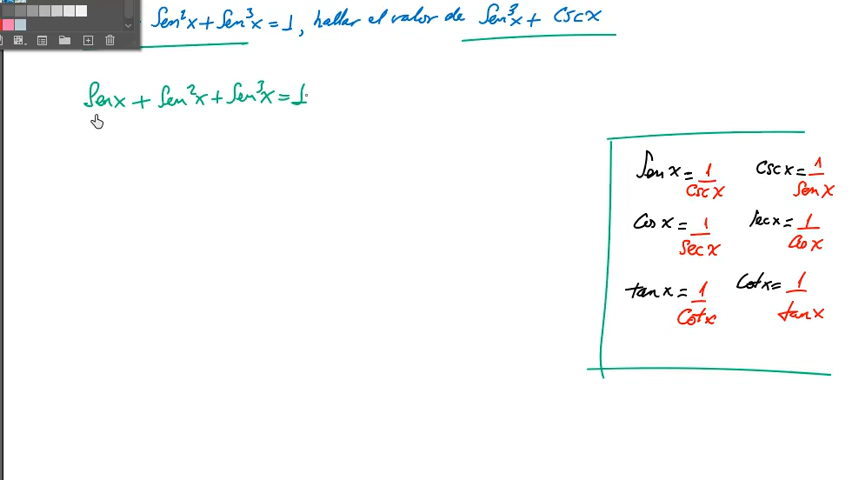 Sen²x + Sen³x = 1, hallar el valor de Sen³x + Cscx
Senx + Sen²x + Sen³x = 1
Sen x = 1/Csc x
Csc x = 1/Sen x
Cos x = 1/Sec x
Sec x = 1/Cos x
tan x = 1/Cot x
Cot x = 1/tan x